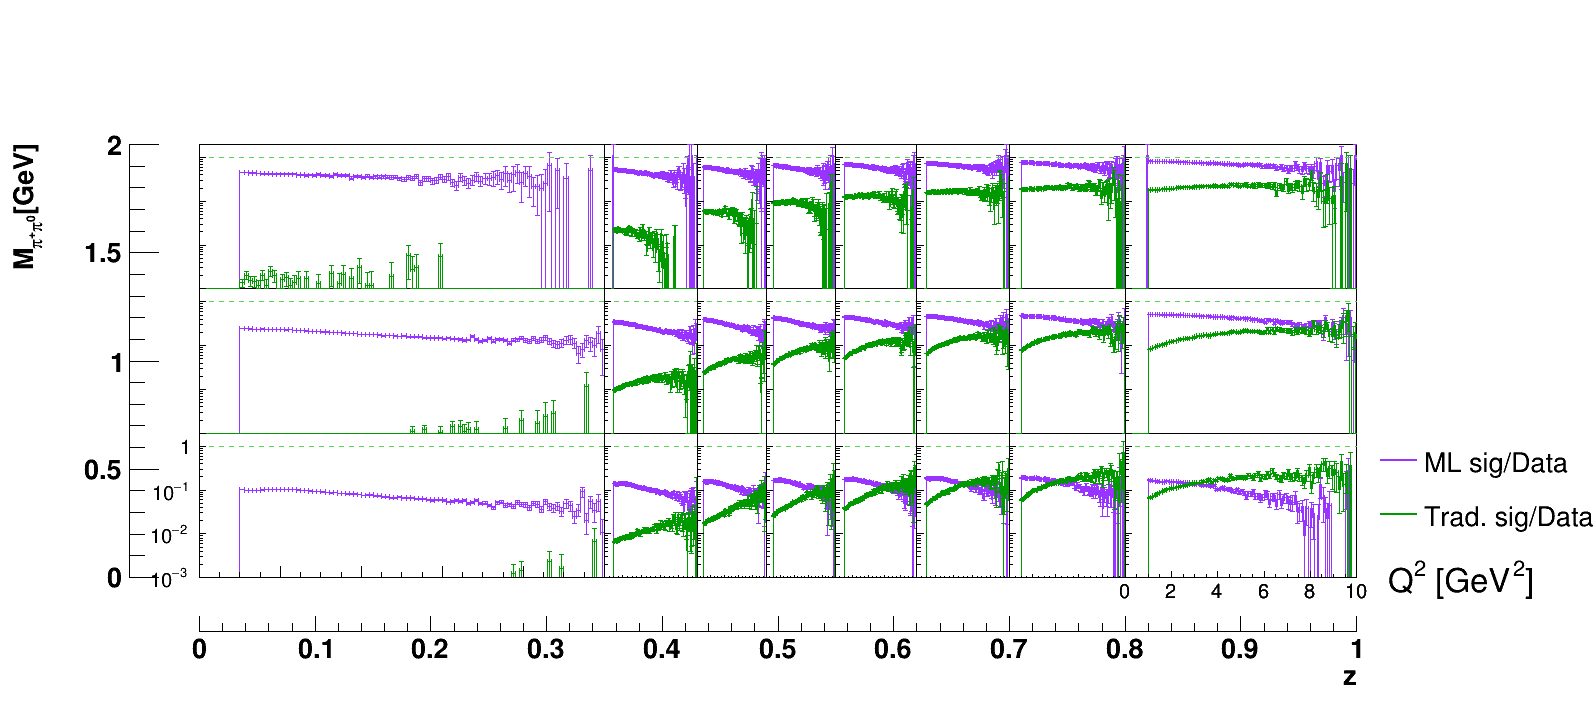 M_{π⁺π⁰}[GeV]
2
1.5
1
0.5
0
1
10⁻¹
10⁻²
10⁻³
ML sig/Data
Trad. sig/Data
0 2 4 6 8 10
Q² [GeV²]
0 0.1 0.2 0.3 0.4 0.5 0.6 0.7 0.8 0.9 1
z